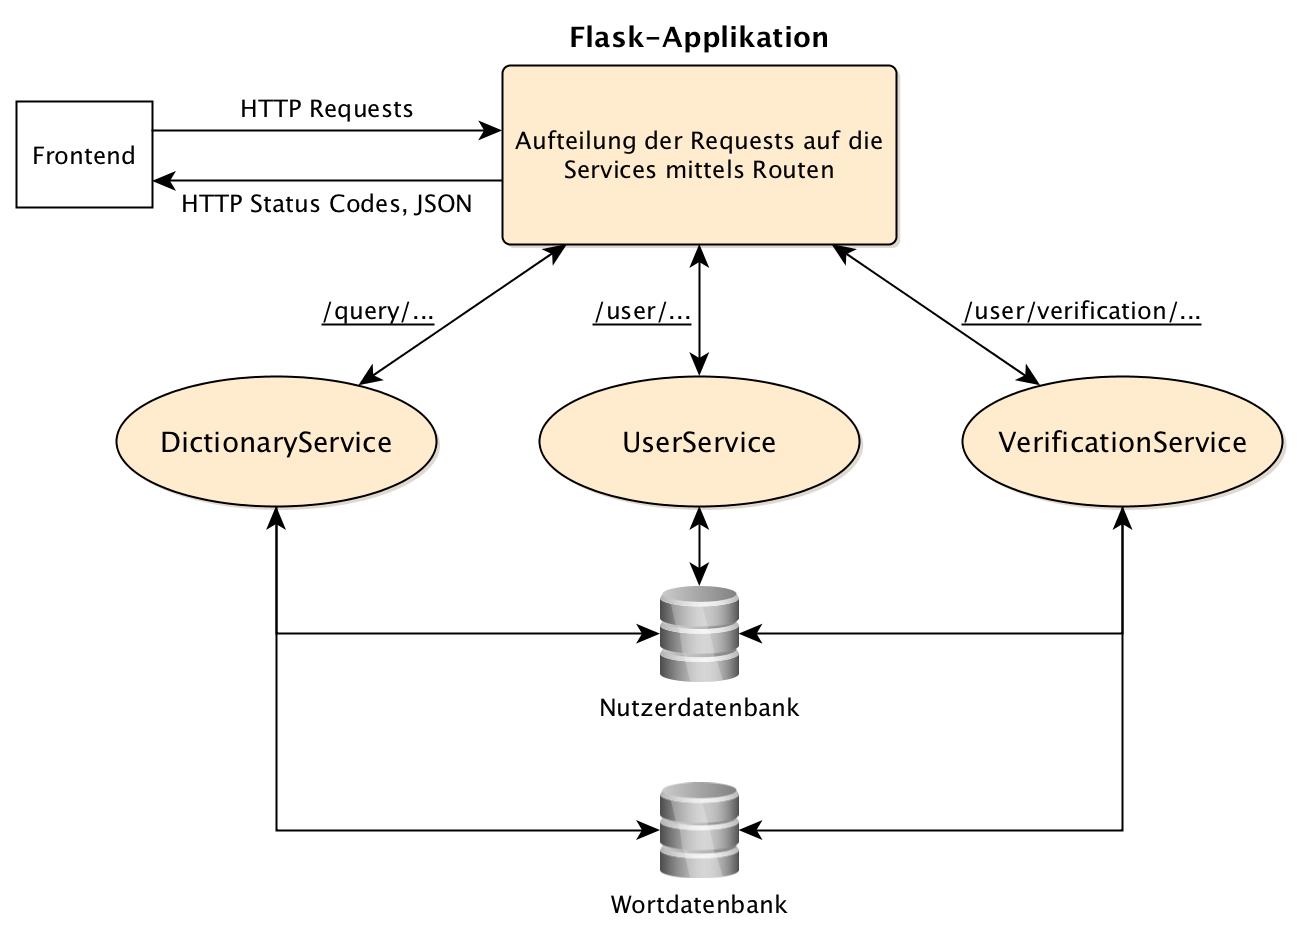 Flask-Applikation
HTTP Requests
Frontend
Aufteilung der Requests auf die
Services mittels Routen
HTTP Status Codes, JSON
/query/...
/user/...
/user/verification/...
DictionaryService
UserService
VerificationService
Nutzerdatenbank
Wortdatenbank